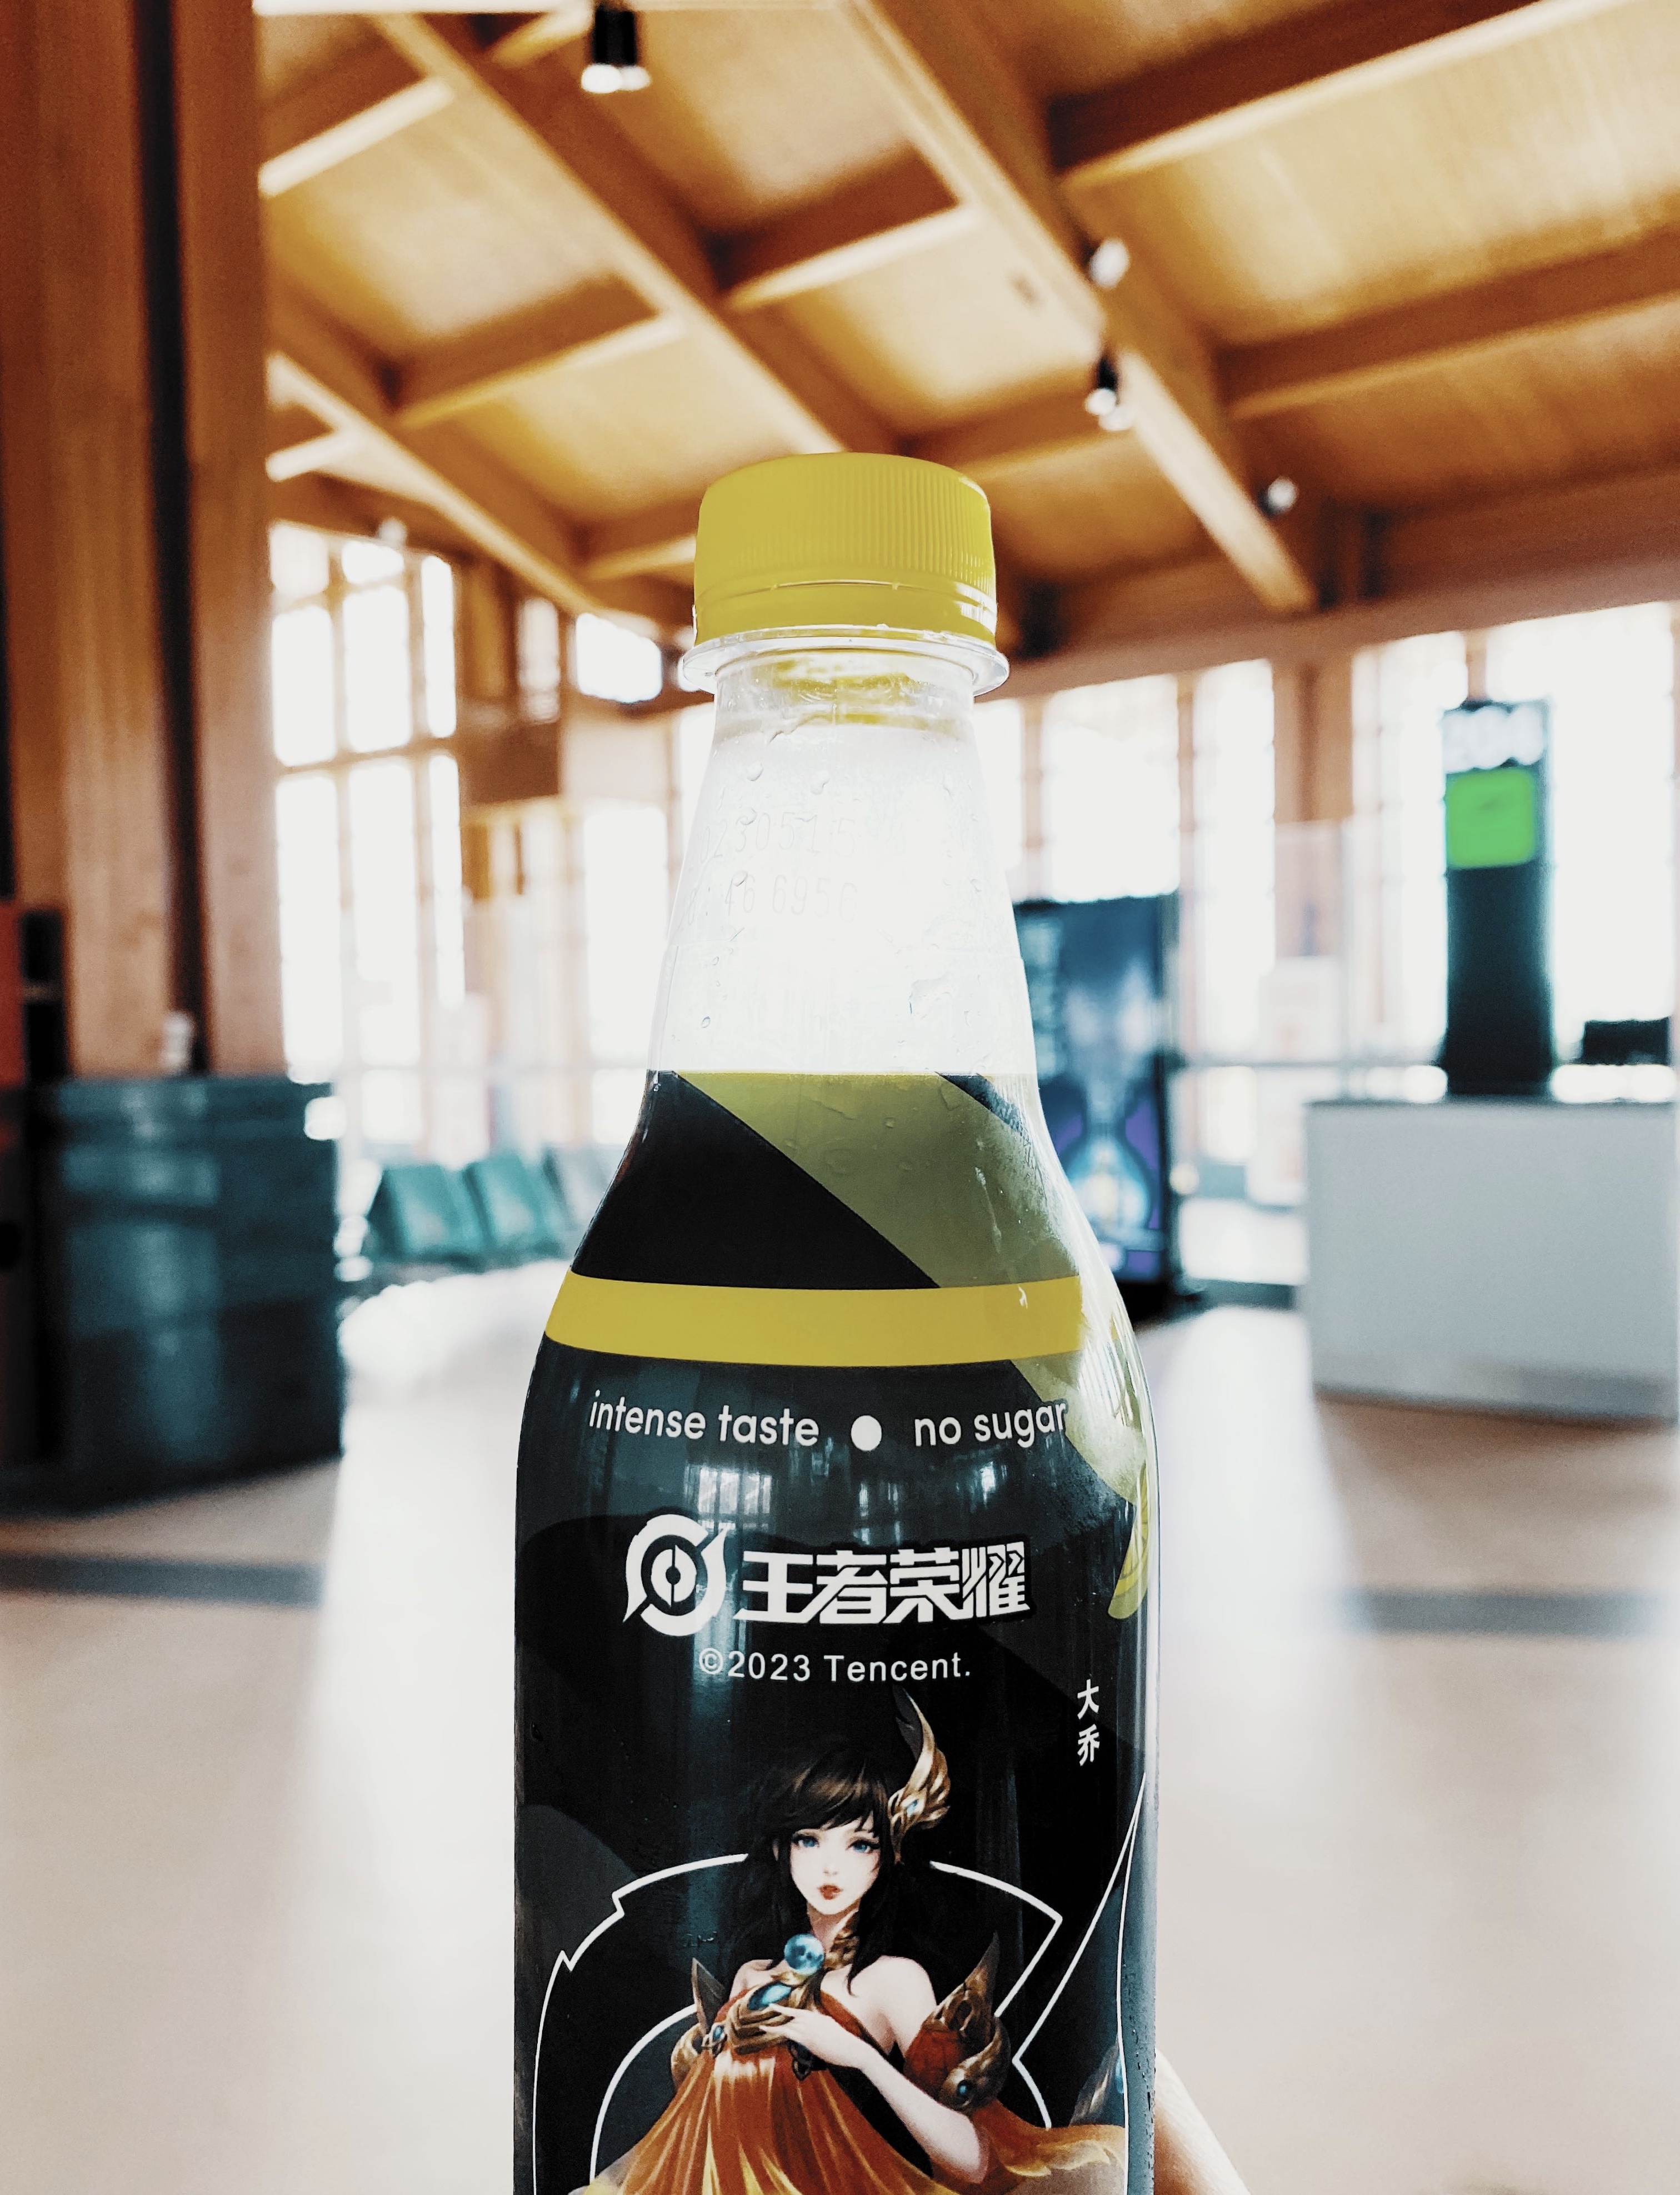 intense taste ● no sugar
王者荣耀
©2023 Tencent.
大乔